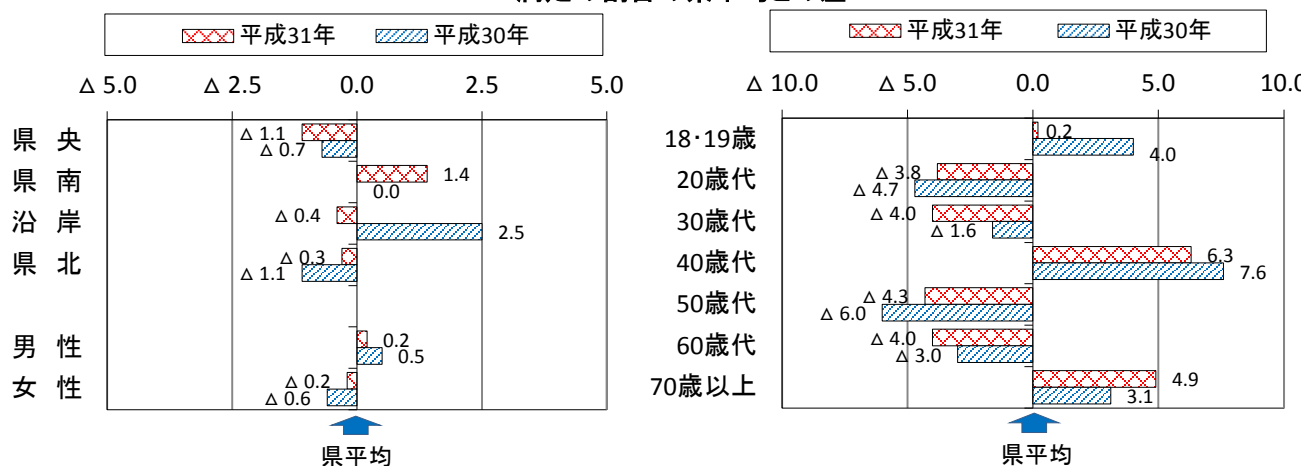 平成31年 平成30年
△ 5.0 △ 2.5 0.0 2.5 5.0
県央 △ 1.1
△ 0.7
県南 1.4
0.0
沿岸 △ 0.4
2.5
県北 △ 0.3
△ 1.1
男性 0.2
0.5
女性 △ 0.2
△ 0.6
県平均
平成31年 平成30年
△ 10.0 △ 5.0 0.0 5.0 10.0
18・19歳 0.2
4.0
20歳代 △ 3.8
△ 4.7
30歳代 △ 4.0
△ 1.6
40歳代 6.3
7.6
50歳代 △ 4.3
△ 6.0
60歳代 △ 4.0
△ 3.0
70歳以上 4.9
3.1
県平均